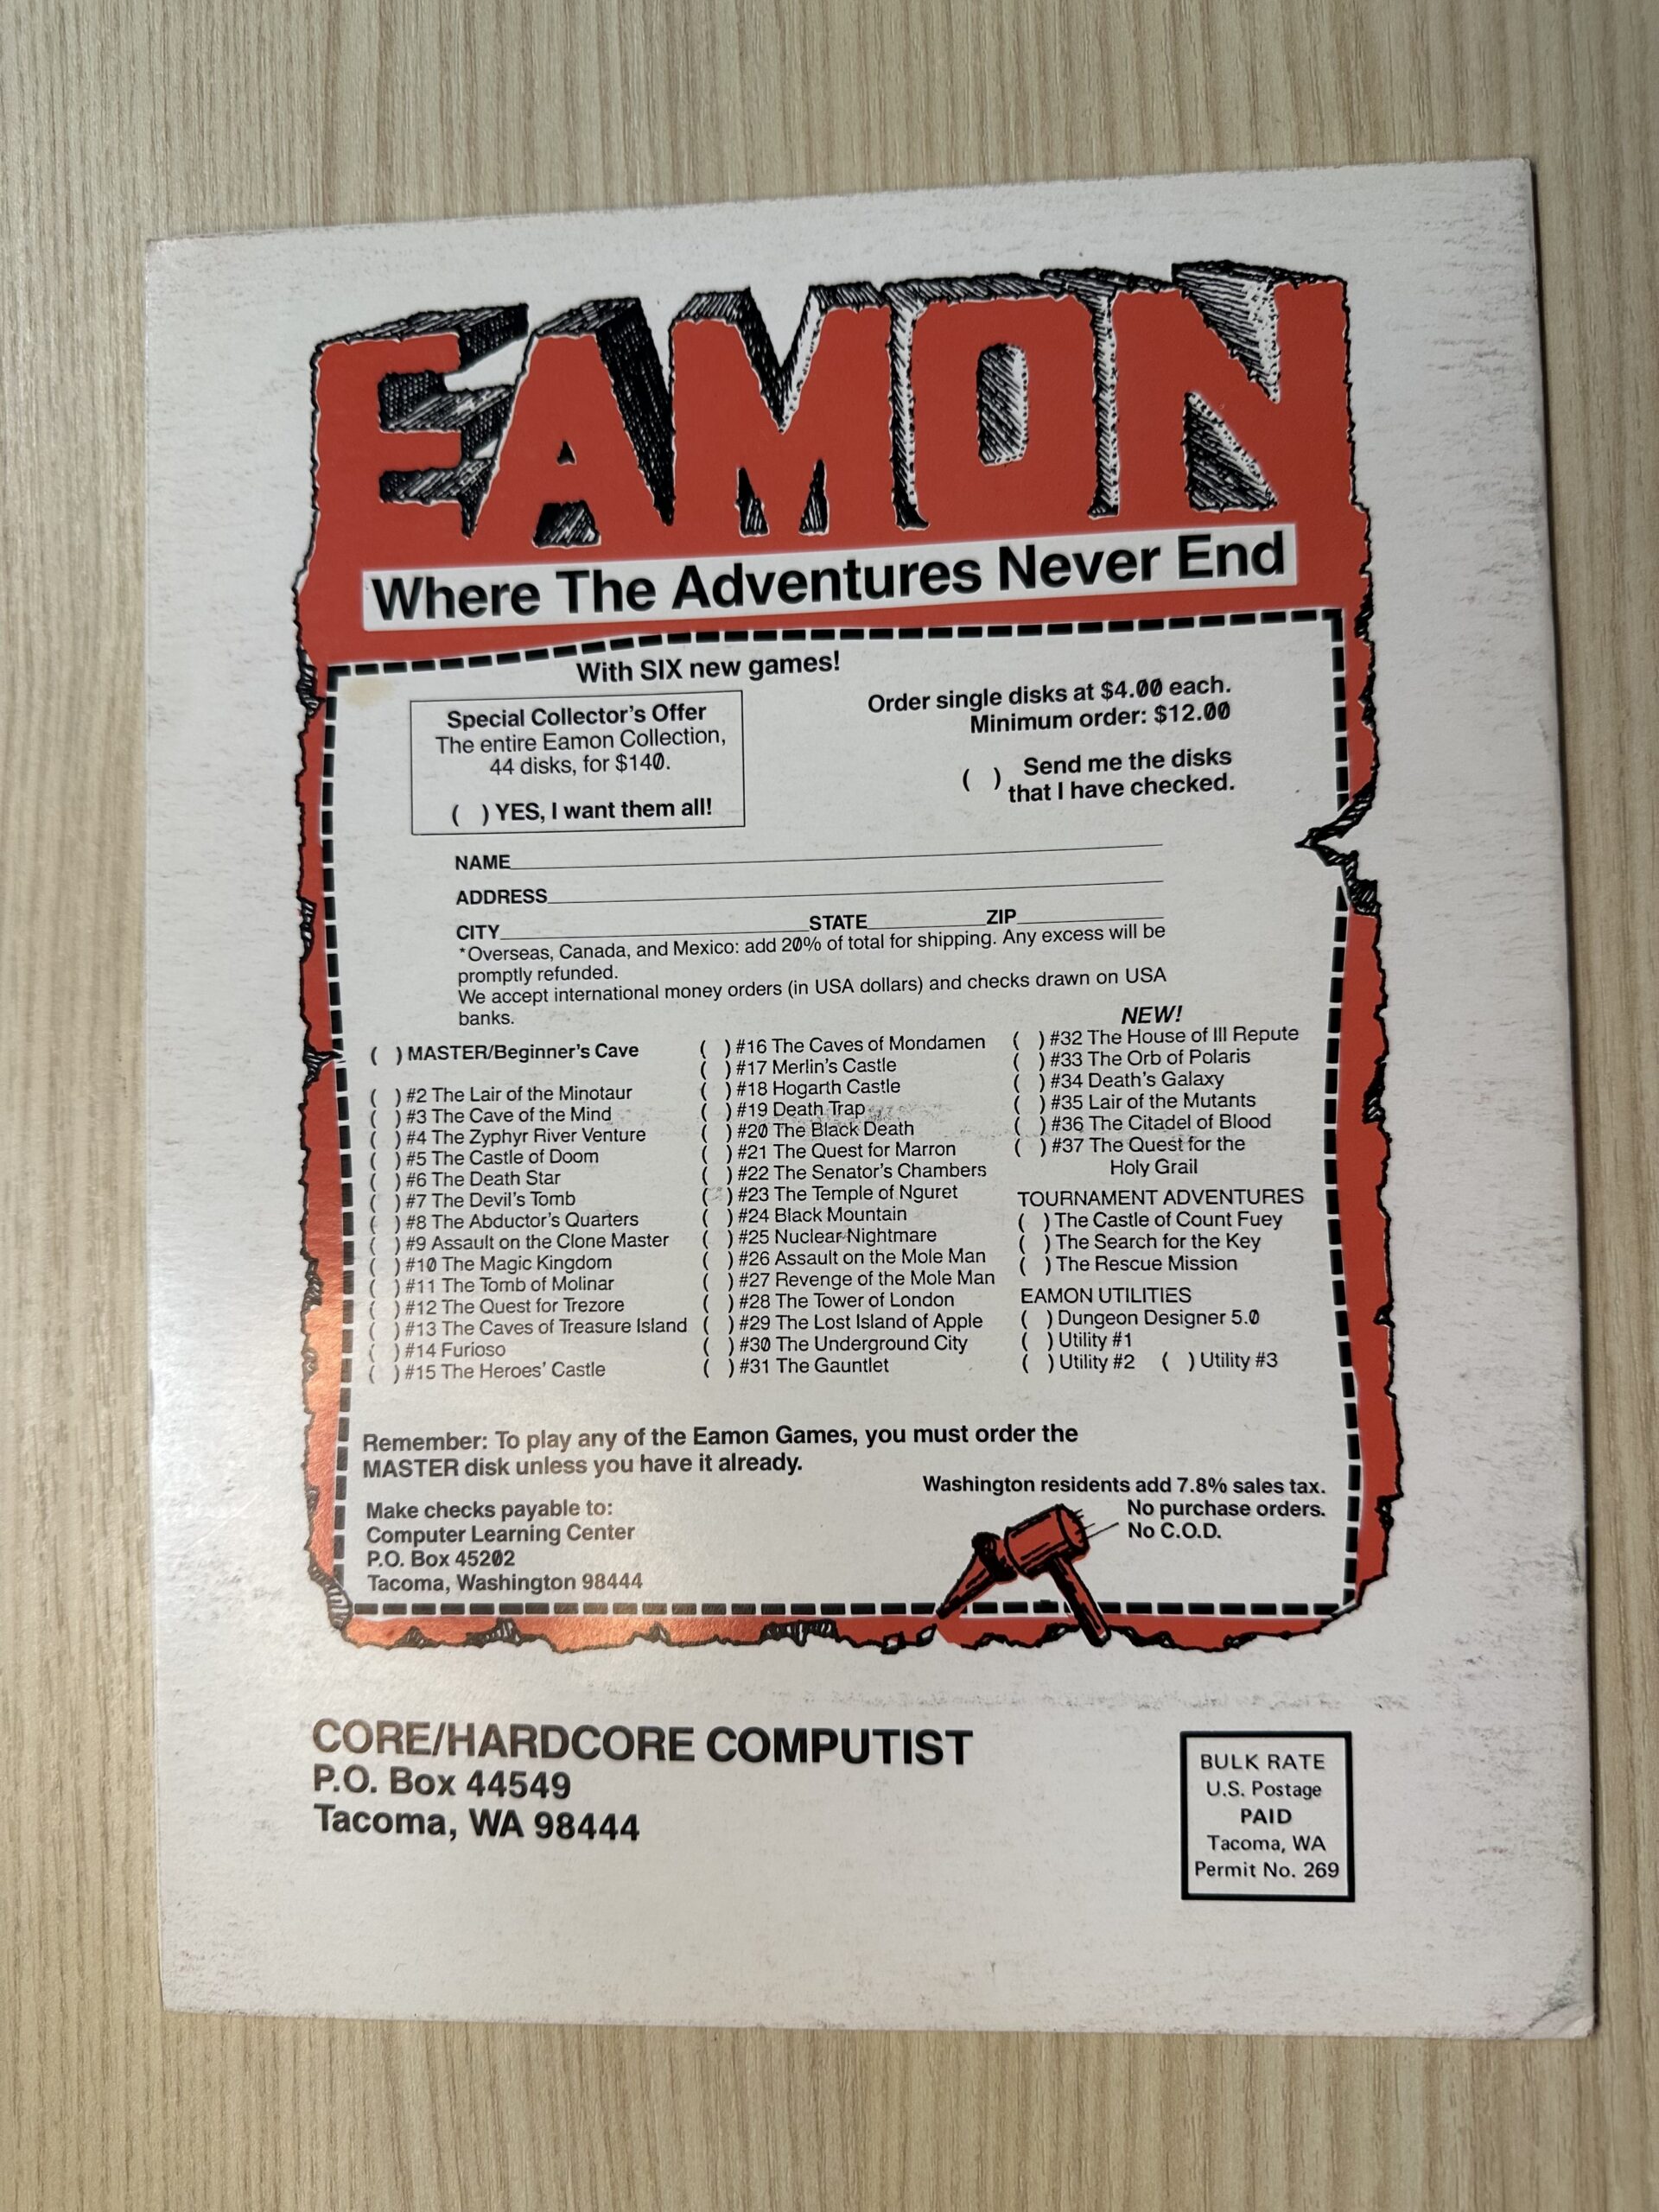 EAMON
Where The Adventures Never End
With SIX new games!
Special Collector's Offer
The entire Eamon Collection,
44 disks, for $140.
( ) YES, I want them all!
Order single disks at $4.00 each.
Minimum order: $12.00
( ) Send me the disks
that I have checked.
NAME
ADDRESS
CITY STATE ZIP
*Overseas, Canada, and Mexico: add 20% of total for shipping. Any excess will be
promptly refunded.
We accept international money orders (in USA dollars) and checks drawn on USA
banks.
( ) MASTER/Beginner's Cave
( ) #2 The Lair of the Minotaur
( ) #3 The Cave of the Mind
( ) #4 The Zyphyr River Venture
( ) #5 The Castle of Doom
( ) #6 The Death Star
( ) #7 The Devil's Tomb
( ) #8 The Abductor's Quarters
( ) #9 Assault on the Clone Master
( ) #10 The Magic Kingdom
( ) #11 The Tomb of Molinar
( ) #12 The Quest for Trezore
( ) #13 The Caves of Treasure Island
( ) #14 Furioso
( ) #15 The Heroes' Castle
( ) #16 The Caves of Mondamen
( ) #17 Merlin's Castle
( ) #18 Hogarth Castle
( ) #19 Death Trap
( ) #20 The Black Death
( ) #21 The Quest for Marron
( ) #22 The Senator's Chambers
( ) #23 The Temple of Nguret
( ) #24 Black Mountain
( ) #25 Nuclear Nightmare
( ) #26 Assault on the Mole Man
( ) #27 Revenge of the Mole Man
( ) #28 The Tower of London
( ) #29 The Lost Island of Apple
( ) #30 The Underground City
( ) #31 The Gauntlet
NEW!
( ) #32 The House of Ill Repute
( ) #33 The Orb of Polaris
( ) #34 Death's Galaxy
( ) #35 Lair of the Mutants
( ) #36 The Citadel of Blood
( ) #37 The Quest for the
Holy Grail
TOURNAMENT ADVENTURES
( ) The Castle of Count Fuey
( ) The Search for the Key
( ) The Rescue Mission
EAMON UTILITIES
( ) Dungeon Designer 5.0
( ) Utility #1
( ) Utility #2 ( ) Utility #3
Remember: To play any of the Eamon Games, you must order the
MASTER disk unless you have it already.
Make checks payable to:
Computer Learning Center
P.O. Box 45202
Tacoma, Washington 98444
Washington residents add 7.8% sales tax.
No purchase orders.
No C.O.D.
CORE/HARDCORE COMPUTIST
P.O. Box 44549
Tacoma, WA 98444
BULK RATE
U.S. Postage
PAID
Tacoma, WA
Permit No. 269